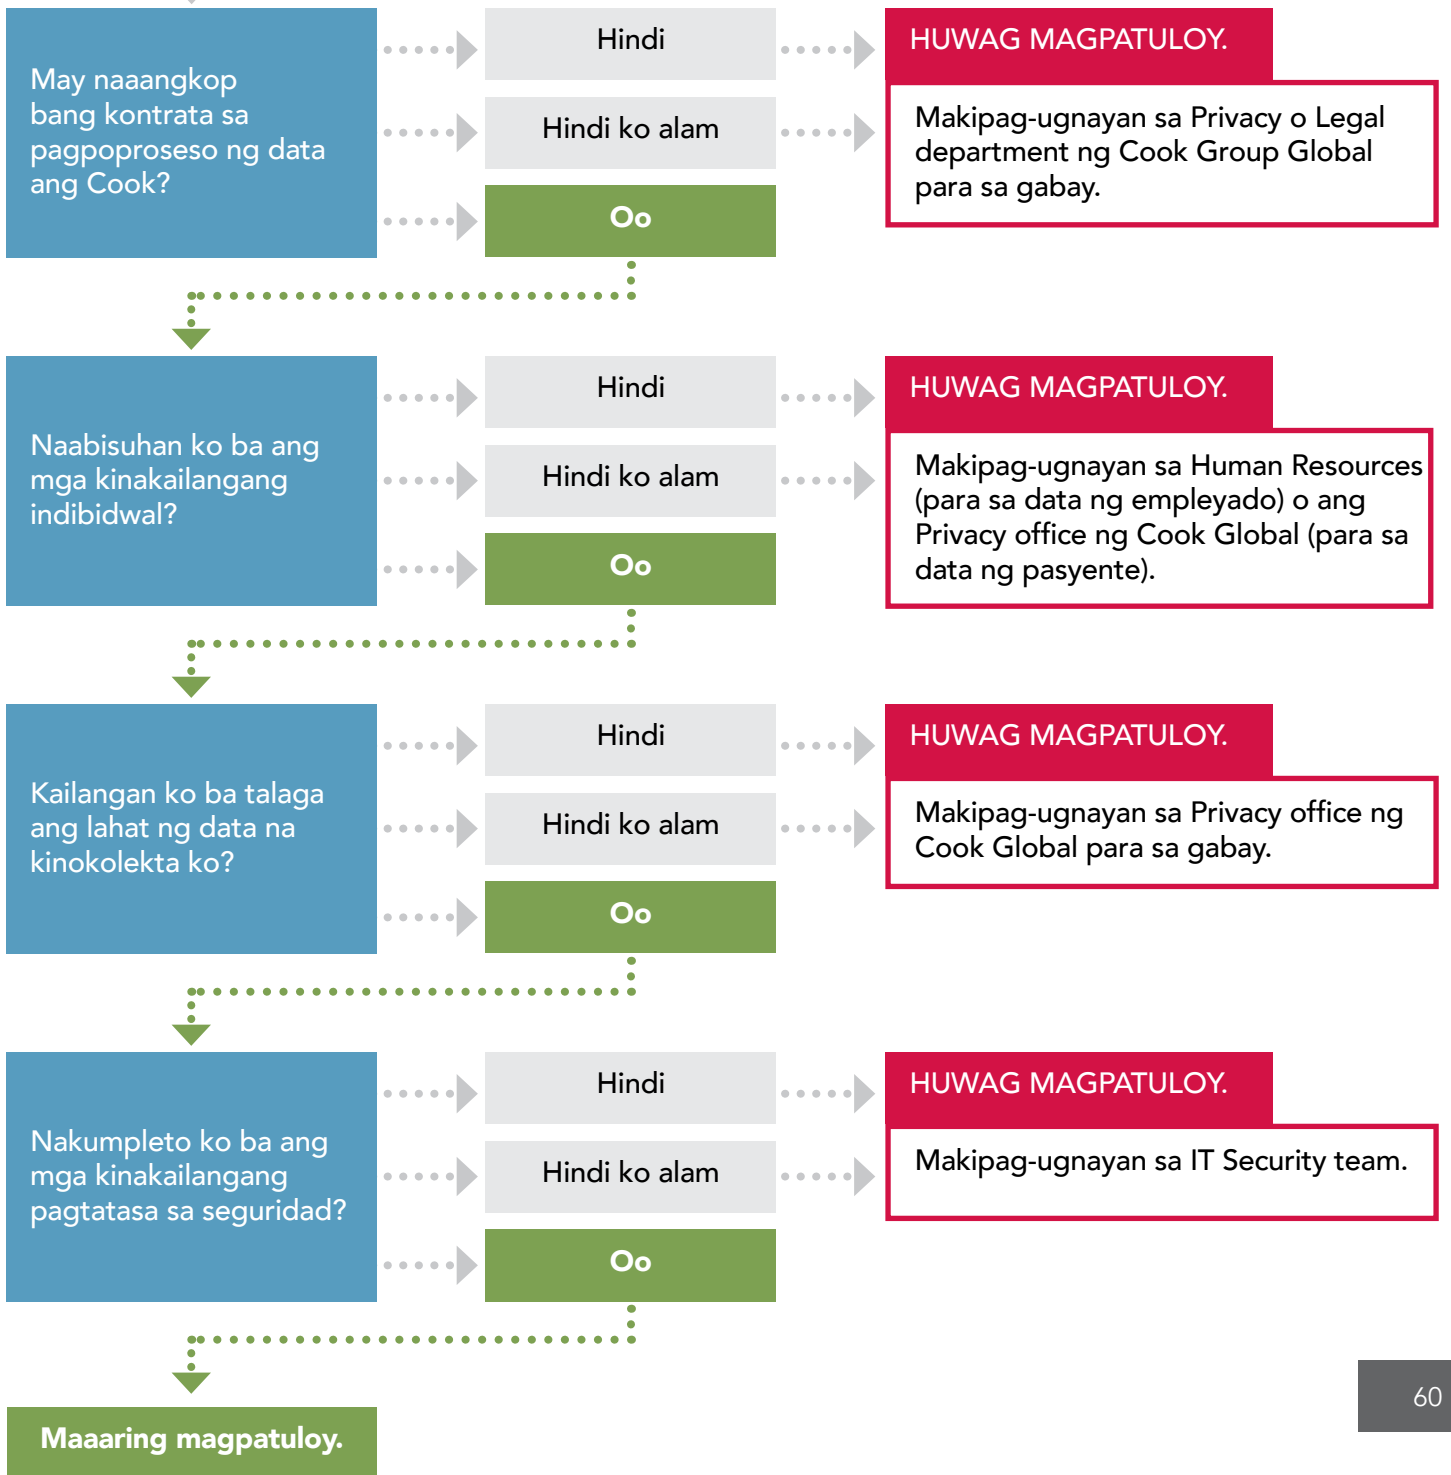 May naaangkop
bang kontrata sa
pagpoproseso ng data
ang Cook?
Hindi
Hindi ko alam
Oo
HUWAG MAGPATULOY.
Makipag-ugnayan sa Privacy o Legal
department ng Cook Group Global
para sa gabay.
Naabisuhan ko ba ang
mga kinakailangang
indibidwal?
Hindi
Hindi ko alam
Oo
HUWAG MAGPATULOY.
Makipag-ugnayan sa Human Resources
(para sa data ng empleyado) o ang
Privacy office ng Cook Global (para sa
data ng pasyente).
Kailangan ko ba talaga
ang lahat ng data na
kinokolekta ko?
Hindi
Hindi ko alam
Oo
HUWAG MAGPATULOY.
Makipag-ugnayan sa Privacy office ng
Cook Global para sa gabay.
Nakumpleto ko ba ang
mga kinakailangang
pagtatasa sa seguridad?
Hindi
Hindi ko alam
Oo
HUWAG MAGPATULOY.
Makipag-ugnayan sa IT Security team.
Maaaring magpatuloy.
60